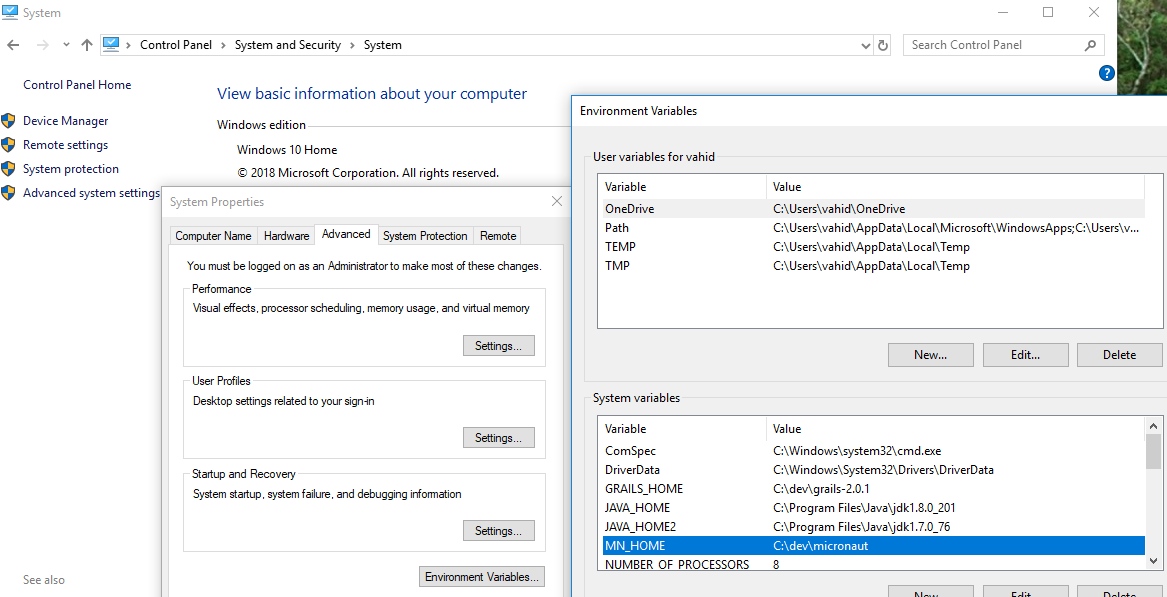 System
Control Panel > System and Security > System
Search Control Panel
?
Control Panel Home
Device Manager
Remote settings
System protection
Advanced system settings
See also
View basic information about your computer
Windows edition
Windows 10 Home
© 2018 Microsoft Corporation. All rights reserved.
System Properties
Computer Name Hardware Advanced System Protection Remote
You must be logged on as an Administrator to make most of these changes.
Performance
Visual effects, processor scheduling, memory usage, and virtual memory
Settings...
User Profiles
Desktop settings related to your sign-in
Settings...
Startup and Recovery
System startup, system failure, and debugging information
Settings...
Environment Variables...
Environment Variables
User variables for vahid
Variable Value
OneDrive C:\Users\vahid\OneDrive
Path C:\Users\vahid\AppData\Local\Microsoft\WindowsApps;C:\Users\v...
TEMP C:\Users\vahid\AppData\Local\Temp
TMP C:\Users\vahid\AppData\Local\Temp
New... Edit... Delete
System variables
Variable Value
ComSpec C:\Windows\system32\cmd.exe
DriverData C:\Windows\System32\Drivers\DriverData
GRAILS_HOME C:\dev\grails-2.0.1
JAVA_HOME C:\Program Files\Java\jdk1.8.0_201
JAVA_HOME2 C:\Program Files\Java\jdk1.7.0_76
MN_HOME C:\dev\micronaut
NUMBER_OF_PROCESSORS 8
New... Edit... Delete